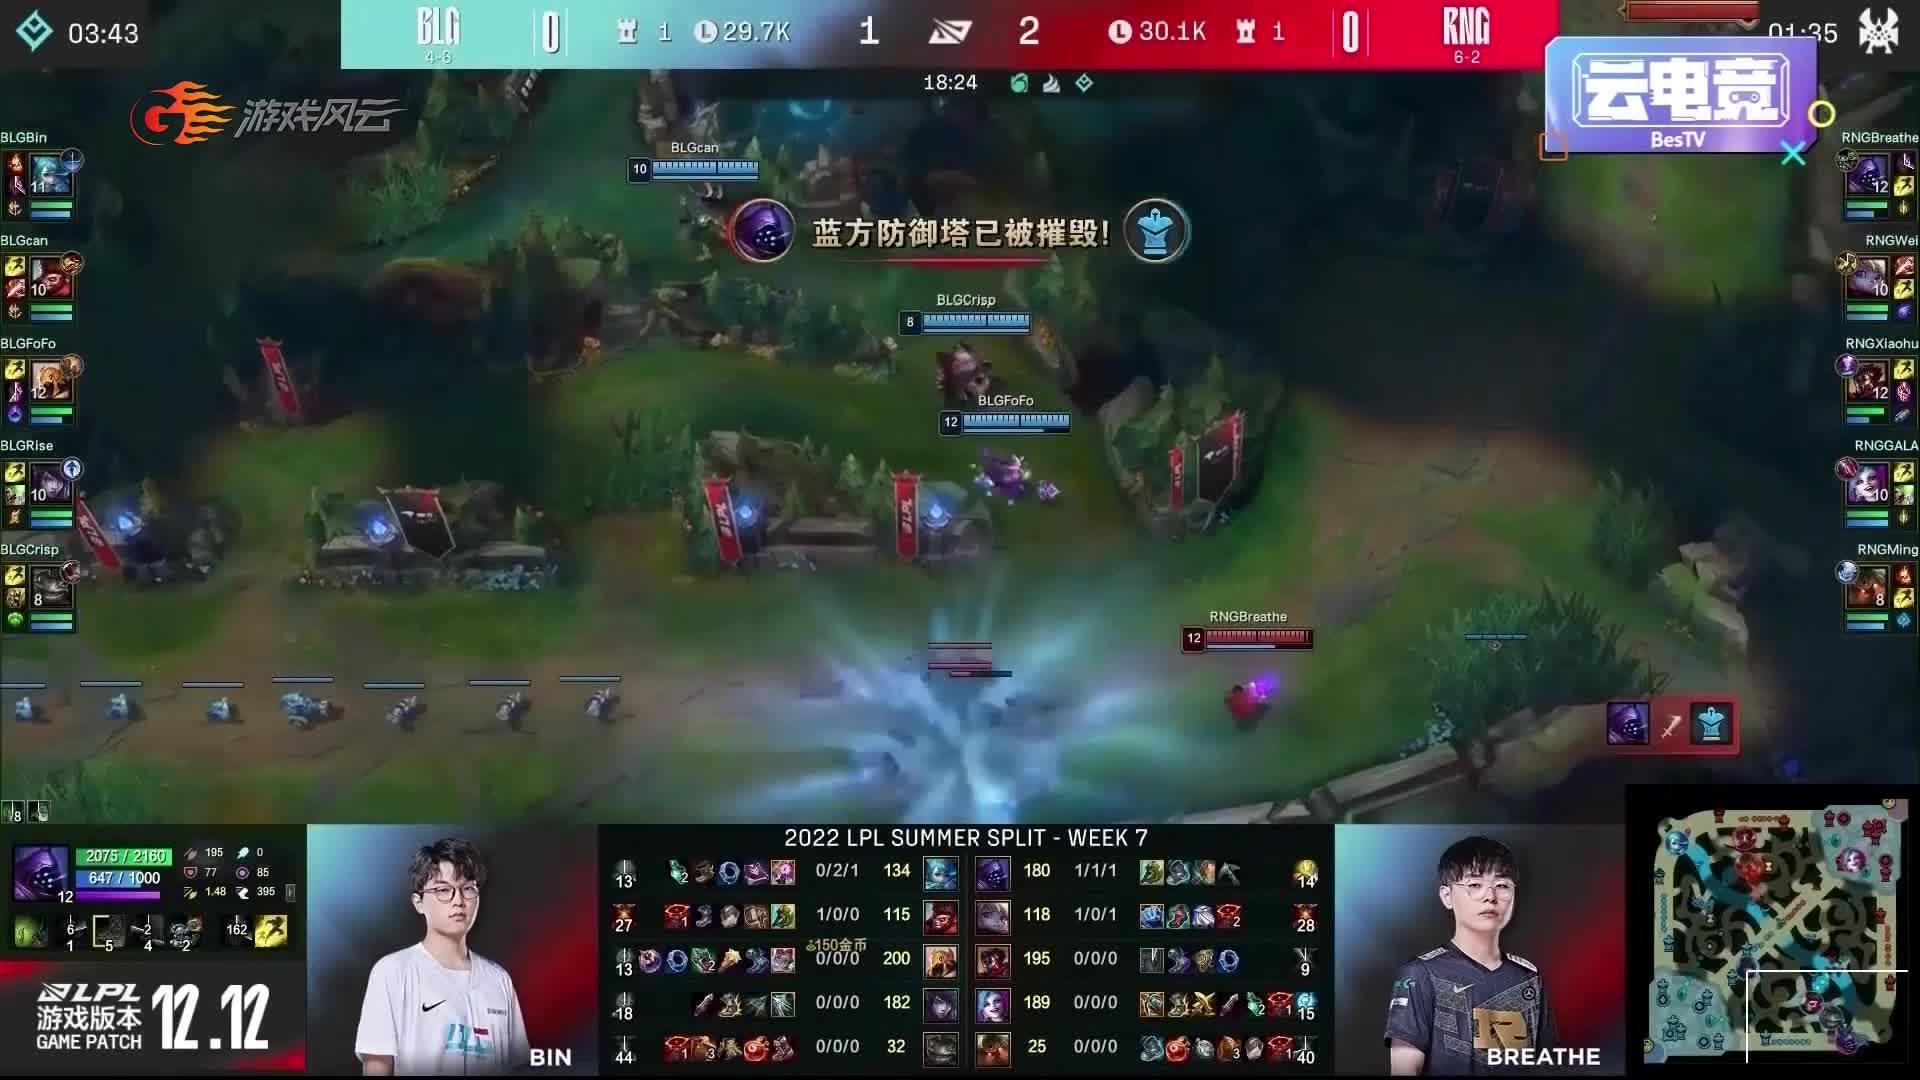 03:43
BLG
4-6
0
1
29.7K
1
2
30.1K
1
0
RNG
6-2
01:35
18:24
游戏风云
云电竞
BesTV
BLGBin
11
BLGcan
10
BLGFoFo
12
BLGRise
10
BLGCrisp
8
RNGBreathe
12
RNGWei
10
RNGXiaohu
12
RNGGALA
10
RNGMing
8
BLGcan
10
蓝方防御塔已被摧毁!
BLGCrisp
8
BLGFoFo
12
RNGBreathe
12
8
2075 / 2160
647 / 1000
12
195
0
77
85
1.48
395
162
LPL
游戏版本
GAME PATCH
12.12
BIN
2022 LPL SUMMER SPLIT - WEEK 7
13
0/2/1
134
180
1/1/1
14
27
1/0/0
115
118
1/0/1
28
150金币
13
0/0/0
200
195
0/0/0
9
18
0/0/0
182
189
0/0/0
15
44
0/0/0
32
25
0/0/0
40
BREATHE